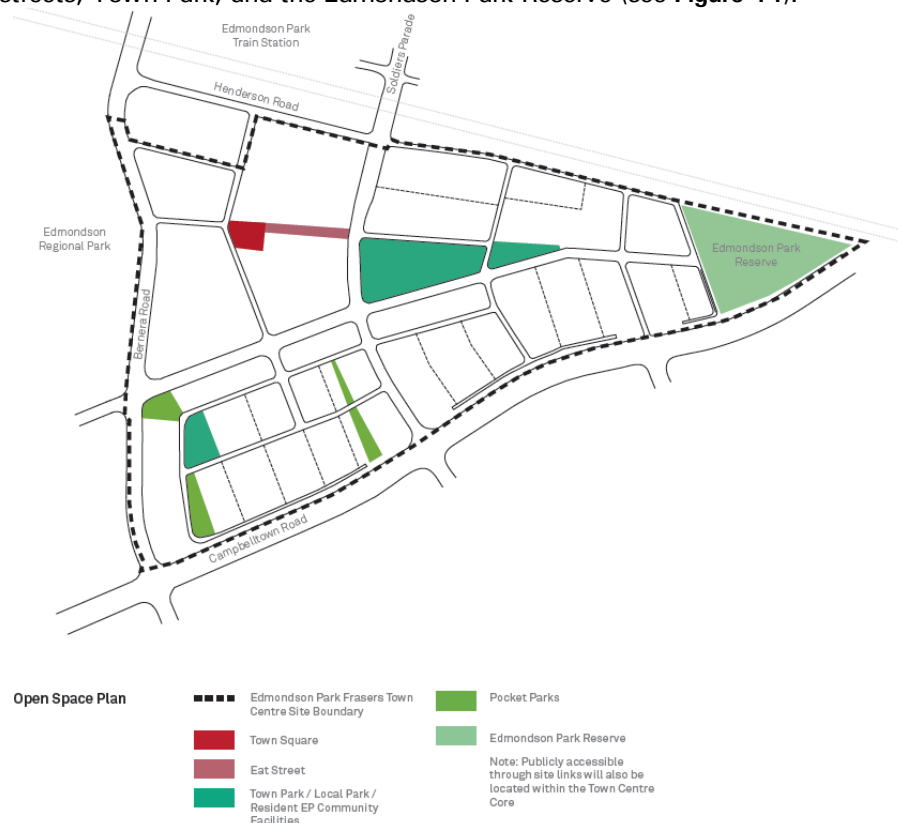 streets, Town Park, and the Edmondson Park Reserve (see Figure 14).
Edmondson Park
Train Station
Soldiers Parade
Henderson Road
Edmondson
Regional Park
Edmondson Park
Reserve
Bernera Road
Campbelltown Road
Open Space Plan
Edmondson Park Frasers Town
Centre Site Boundary
Town Square
Eat Street
Town Park / Local Park /
Resident EP Community
Facilities
Pocket Parks
Edmondson Park Reserve
Note: Publicly accessible
through site links will also be
located within the Town Centre
Core